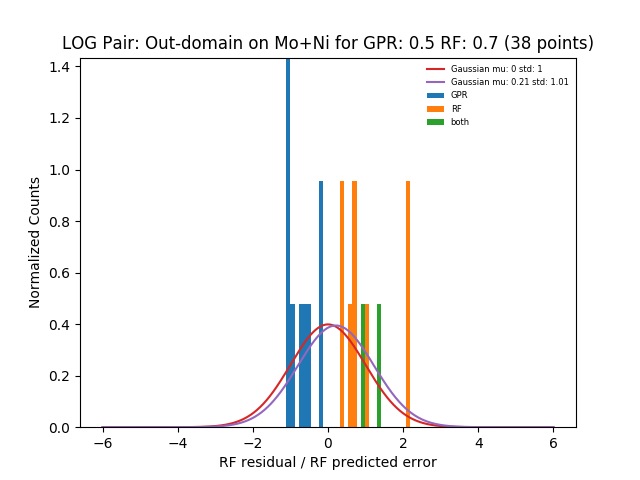 LOG Pair: Out-domain on Mo+Ni for GPR: 0.5 RF: 0.7 (38 points)
Gaussian mu: 0 std: 1
Gaussian mu: 0.21 std: 1.01
GPR
RF
both
Normalized Counts
1.4
1.2
1.0
0.8
0.6
0.4
0.2
0.0
−6 −4 −2 0 2 4 6
RF residual / RF predicted error